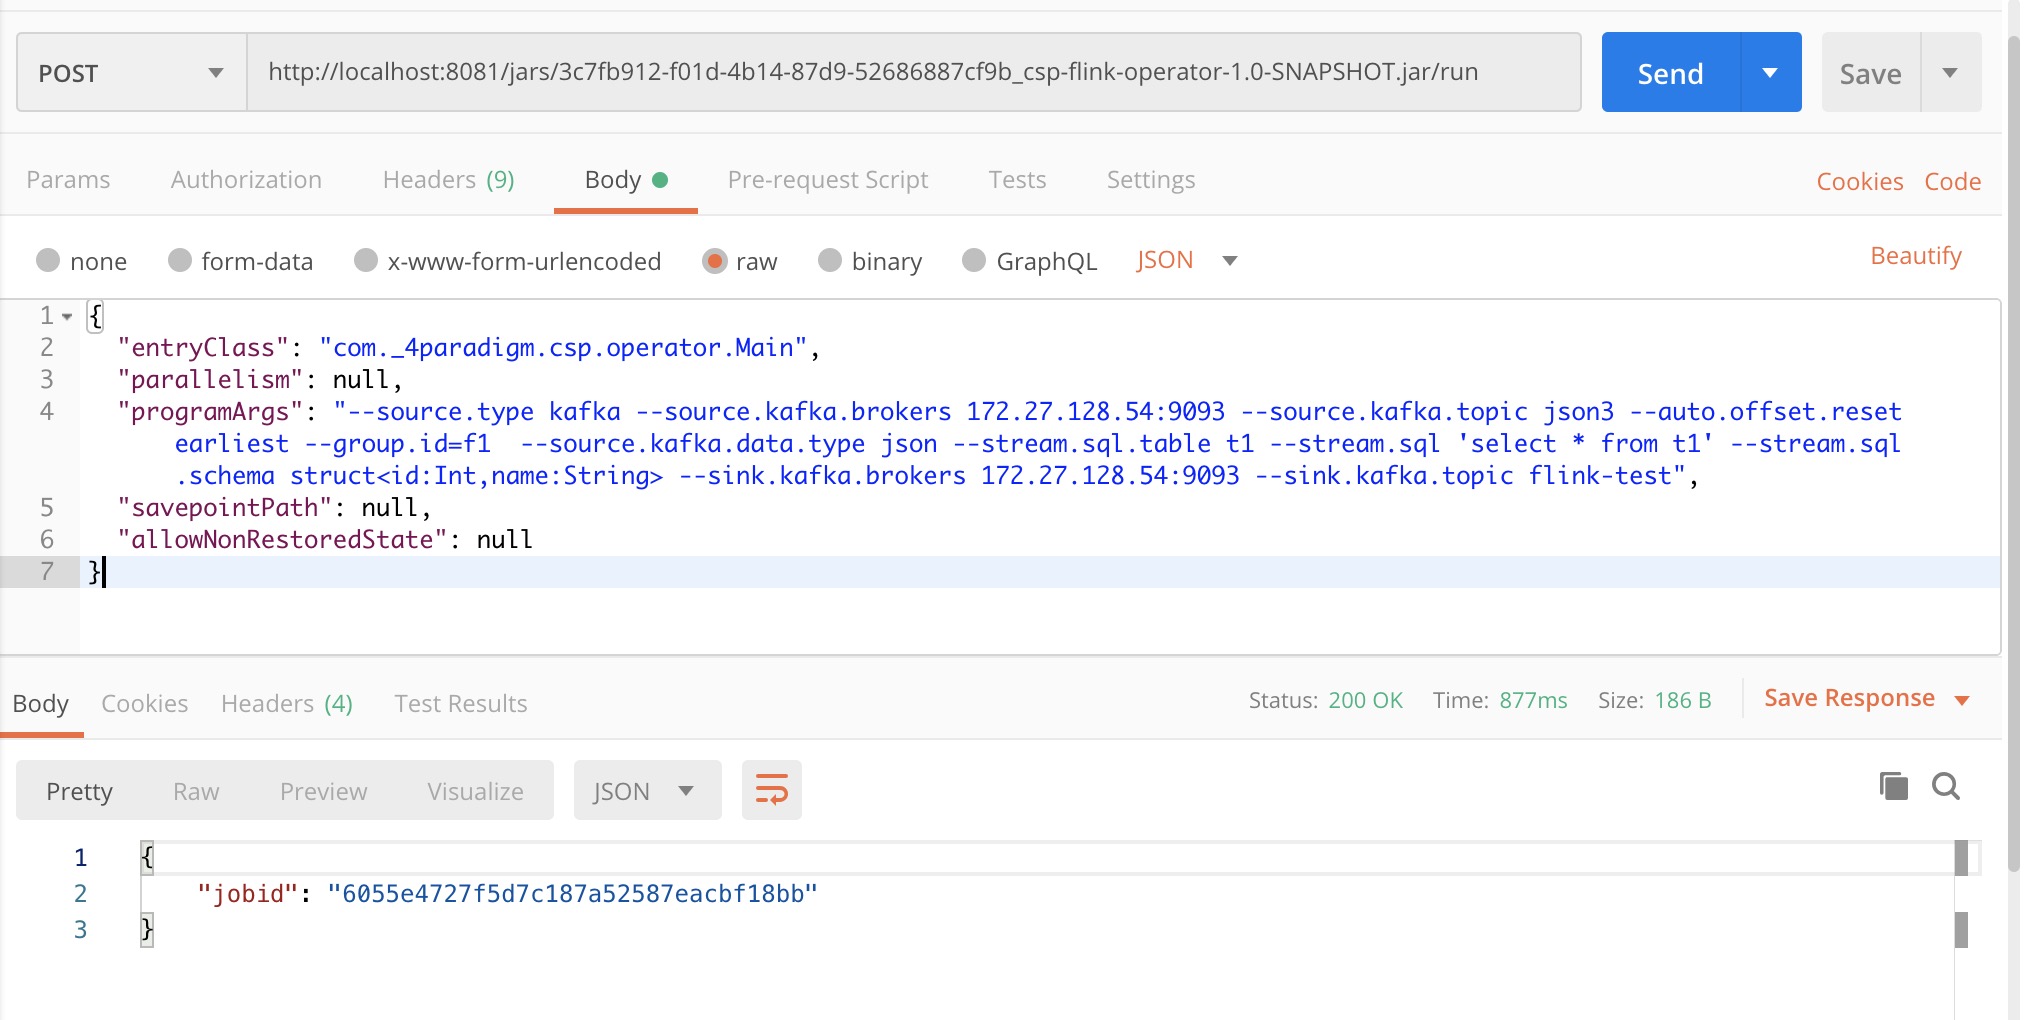 POST http://localhost:8081/jars/3c7fb912-f01d-4b14-87d9-52686887cf9b_csp-flink-operator-1.0-SNAPSHOT.jar/run Send Save
Params Authorization Headers (9) Body Pre-request Script Tests Settings Cookies Code
none form-data x-www-form-urlencoded raw binary GraphQL JSON Beautify
1 {
2 "entryClass": "com._4paradigm.csp.operator.Main",
3 "parallelism": null,
4 "programArgs": "--source.type kafka --source.kafka.brokers 172.27.128.54:9093 --source.kafka.topic json3 --auto.offset.reset
earliest --group.id=f1  --source.kafka.data.type json --stream.sql.table t1 --stream.sql 'select * from t1' --stream.sql
.schema struct<id:Int,name:String> --sink.kafka.brokers 172.27.128.54:9093 --sink.kafka.topic flink-test",
5 "savepointPath": null,
6 "allowNonRestoredState": null
7 }
Body Cookies Headers (4) Test Results Status: 200 OK Time: 877ms Size: 186 B Save Response
Pretty Raw Preview Visualize JSON
1 {
2 "jobid": "6055e4727f5d7c187a52587eacbf18bb"
3 }